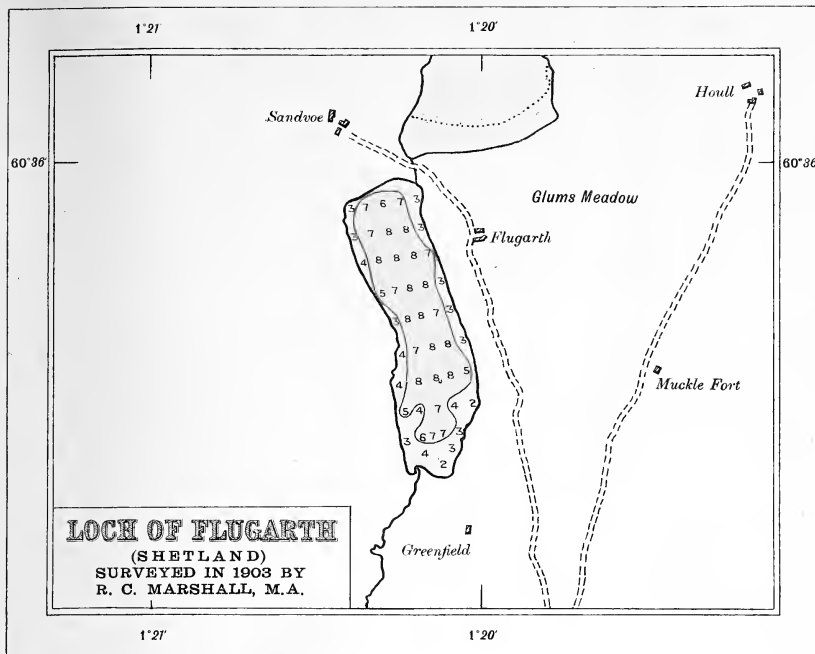 1°21′ 1°20′
Sandvoe
Houll
60°36′ 60°36′
Glums Meadow
Flugarth
3 7 6 7 3
3 7 8 8 3
4 8 8 8 7
5 7 8 8 3
3 8 8 7 3
4 7 8 8 3
4 8 8 8 5
5 4 7 4 2
3 6 7 7 3
4 3
2
Muckle Fort
Greenfield
LOCH OF FLUGARTH
(SHETLAND)
SURVEYED IN 1903 BY
R. C. MARSHALL, M.A.
1°21′ 1°20′